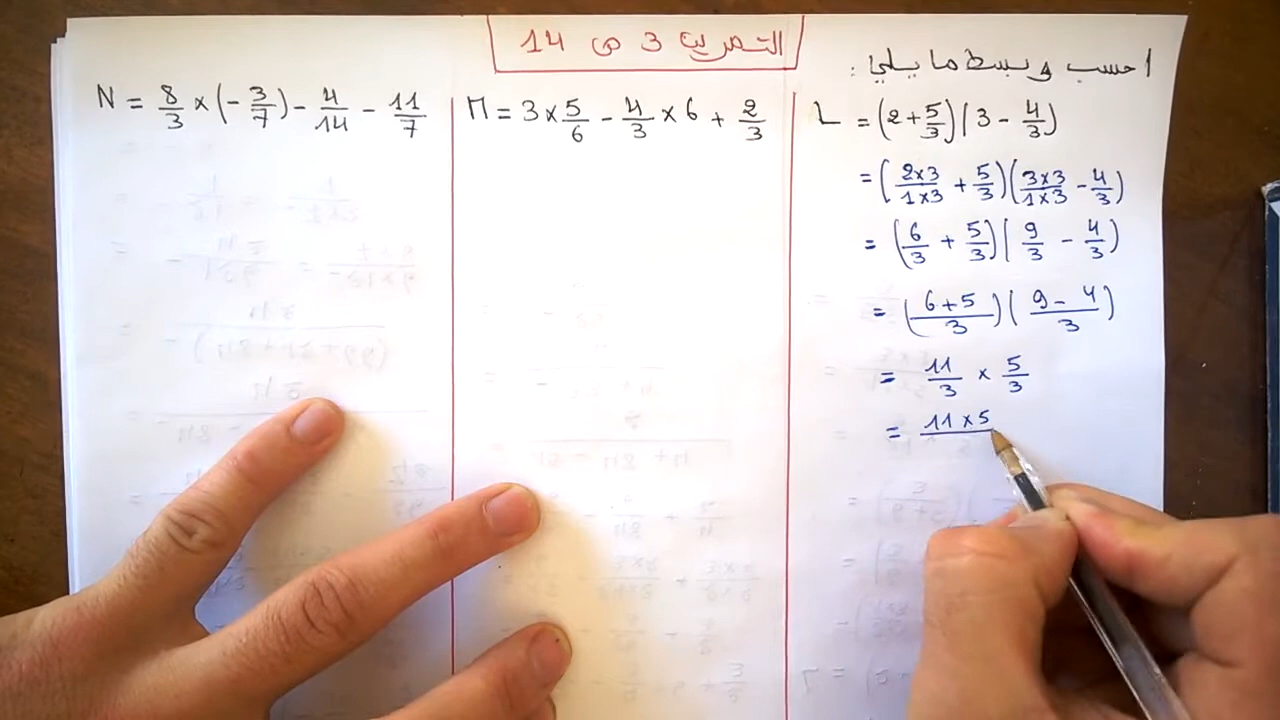 التمرين 3 ص 14
احسب وبسط ما يلي :
L = (2 + 5/3)(3 - 4/3)
= (2×3/1×3 + 5/3)(3×3/1×3 - 4/3)
= (6/3 + 5/3)(9/3 - 4/3)
= (6+5/3)(9-4/3)
= 11/3 × 5/3
= 11×5
M = 3 × 5/6 - 4/3 × 6 + 2/3
N = 8/3 × (-3/7) - 4/14 - 11/7